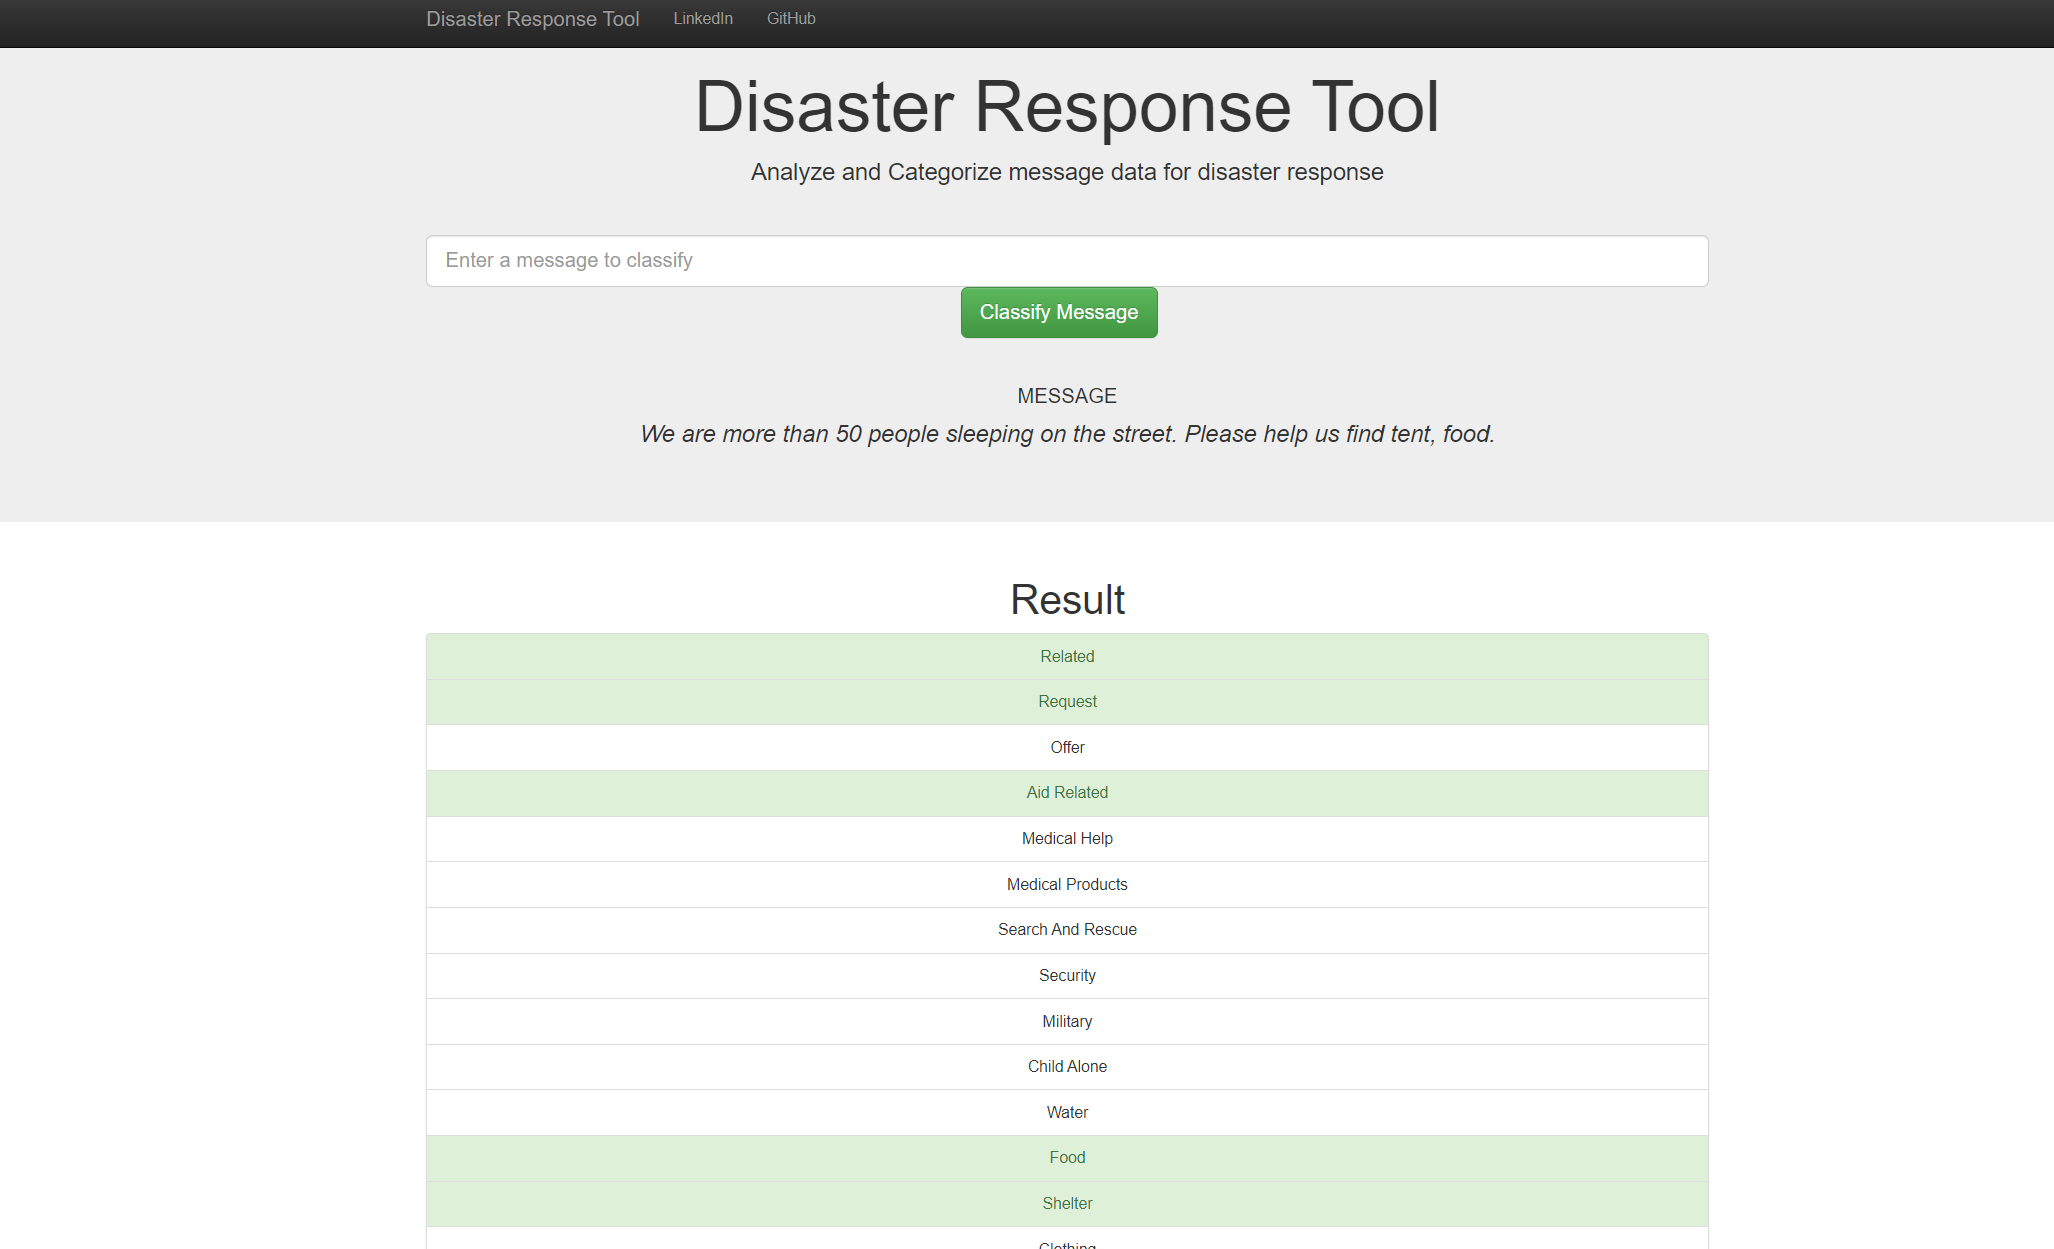 Disaster Response Tool LinkedIn GitHub
Disaster Response Tool
Analyze and Categorize message data for disaster response
Enter a message to classify
Classify Message
MESSAGE
We are more than 50 people sleeping on the street. Please help us find tent, food.
Result
Related
Request
Offer
Aid Related
Medical Help
Medical Products
Search And Rescue
Security
Military
Child Alone
Water
Food
Shelter
Clothing